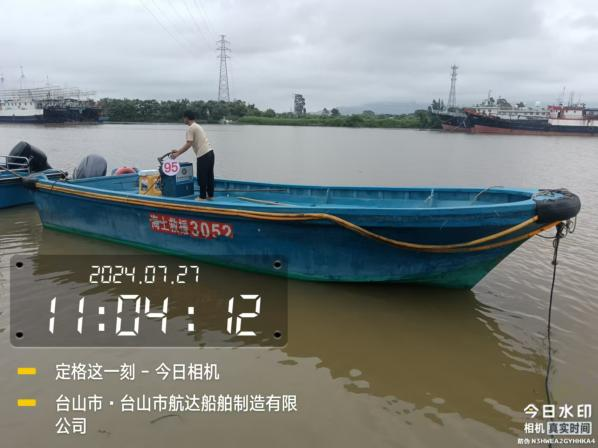 95
海士救援3052
2024.07.27
11:04:12
定格这一刻 - 今日相机
台山市·台山市航达船舶制造有限
公司
今日水印
相机 真实时间
防伪 N3HWEA2GYHHKA4